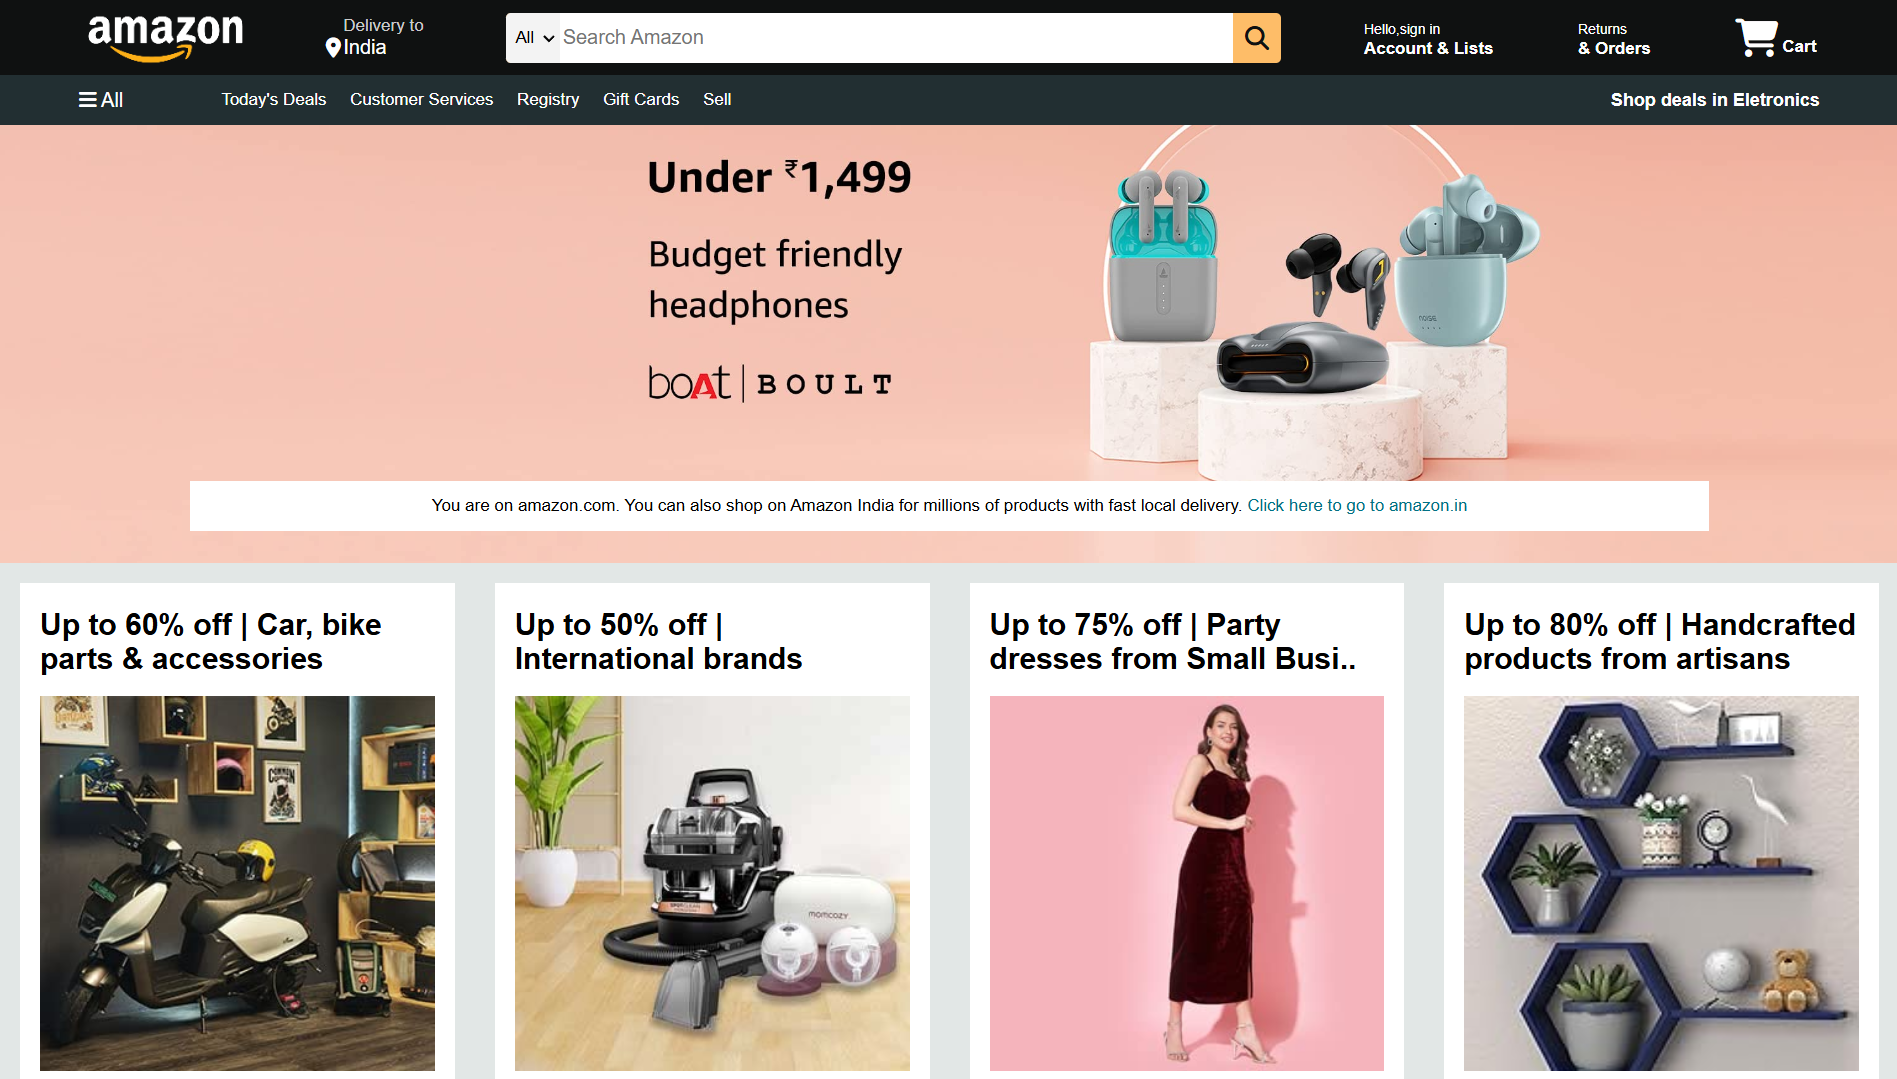 amazon
Delivery to
India
All
Search Amazon
Hello,sign in
Account & Lists
Returns
& Orders
Cart
All
Today's Deals
Customer Services
Registry
Gift Cards
Sell
Shop deals in Eletronics
Under ₹1,499
Budget friendly
headphones
boAt | BOULT
noise
You are on amazon.com. You can also shop on Amazon India for millions of products with fast local delivery. Click here to go to amazon.in
Up to 60% off | Car, bike
parts & accessories
Up to 50% off |
International brands
Up to 75% off | Party
dresses from Small Busi..
Up to 80% off | Handcrafted
products from artisans
momcozy